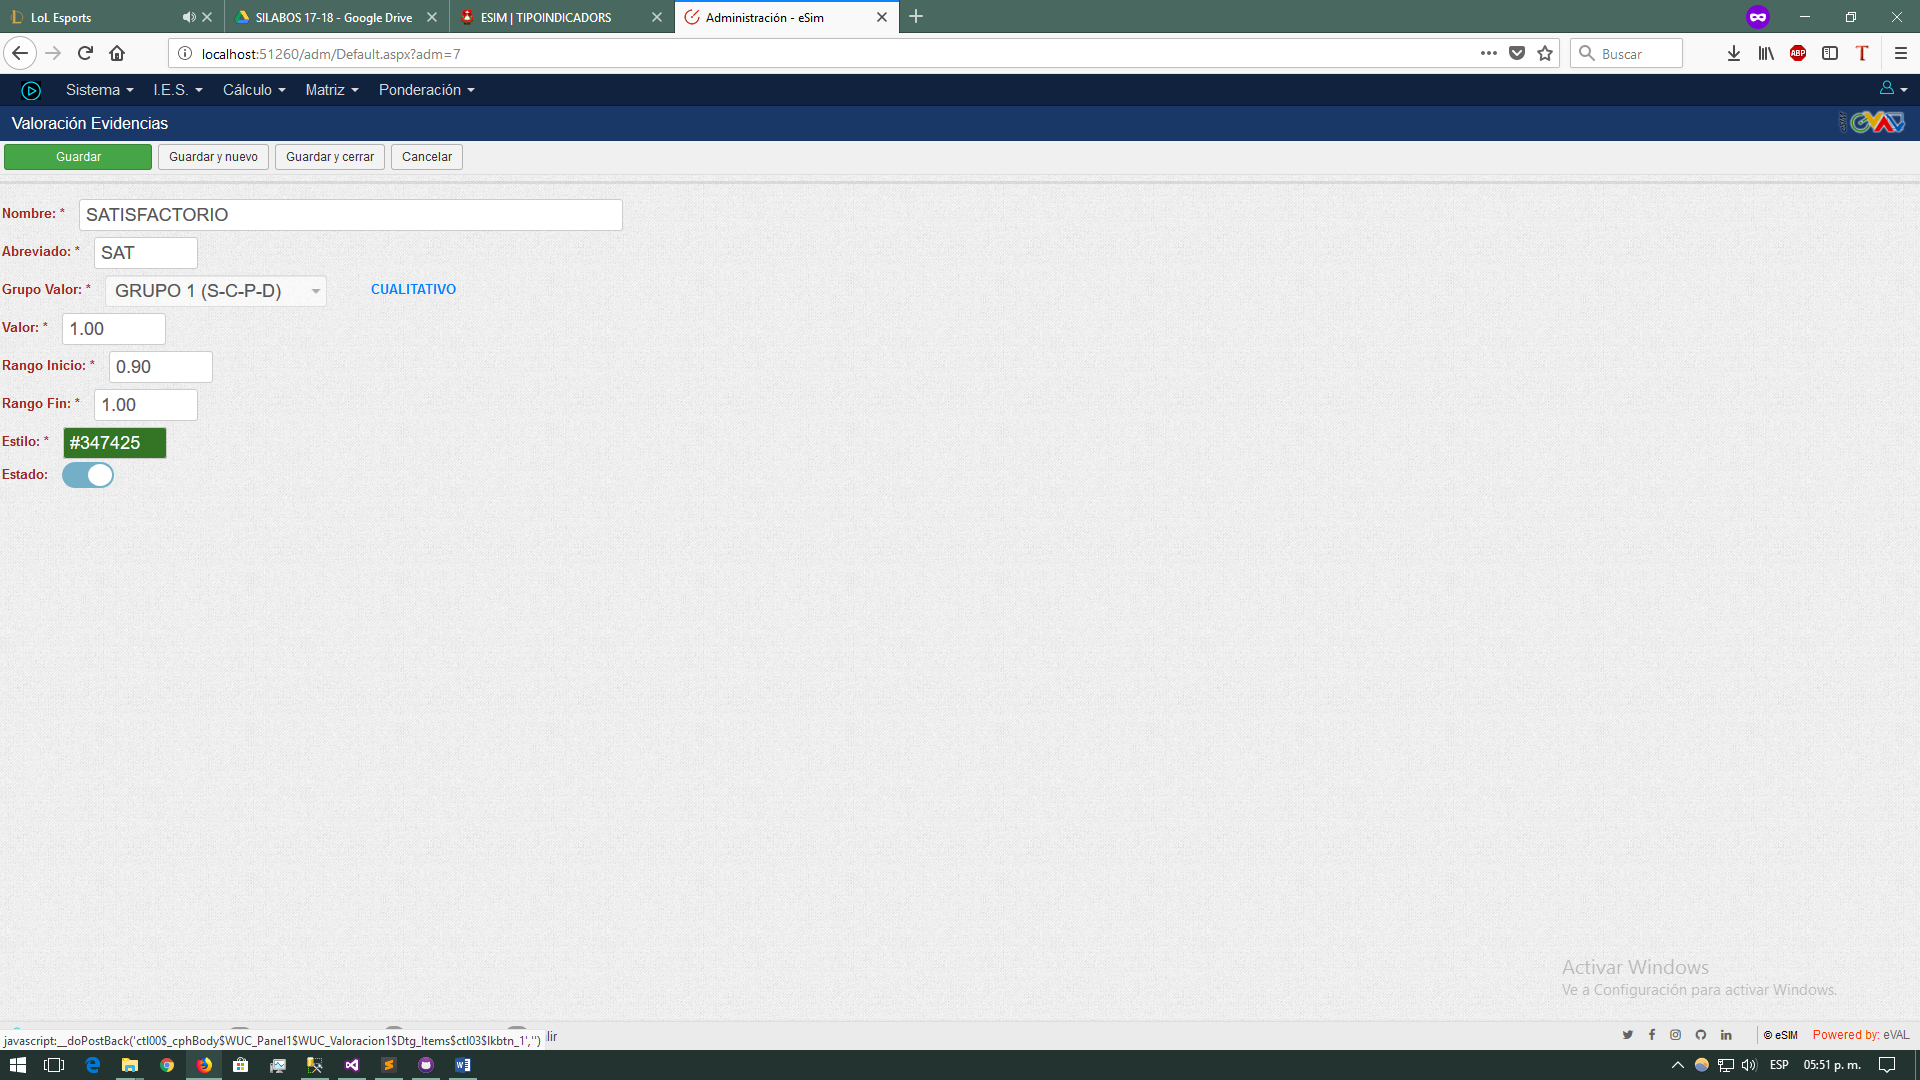 LoL Esports
SILABOS 17-18 - Google Drive
ESIM | TIPOINDICADORS
Administración - eSim
localhost:51260/adm/Default.aspx?adm=7
Buscar
ABP
T
Sistema
I.E.S.
Cálculo
Matriz
Ponderación
Valoración Evidencias
Guardar
Guardar y nuevo
Guardar y cerrar
Cancelar
Nombre: * SATISFACTORIO
Abreviado: * SAT
Grupo Valor: * GRUPO 1 (S-C-P-D) CUALITATIVO
Valor: * 1.00
Rango Inicio: * 0.90
Rango Fin: * 1.00
Estilo: * #347425
Estado:
Activar Windows
Ve a Configuración para activar Windows.
lir
© eSIM
Powered by: eVAL
javascript:__doPostBack('ctl00$_cphBody$WUC_Panel1$WUC_Valoracion1$Dtg_Items$ctl03$lkbtn_1','')
ESP
05:51 p. m.